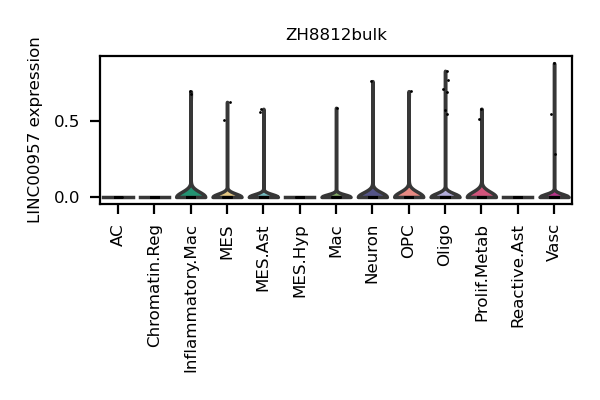 ZH8812bulk
LINC00957 expression
0.5
0.0
AC
Chromatin.Reg
Inflammatory.Mac
MES
MES.Ast
MES.Hyp
Mac
Neuron
OPC
Oligo
Prolif.Metab
Reactive.Ast
Vasc